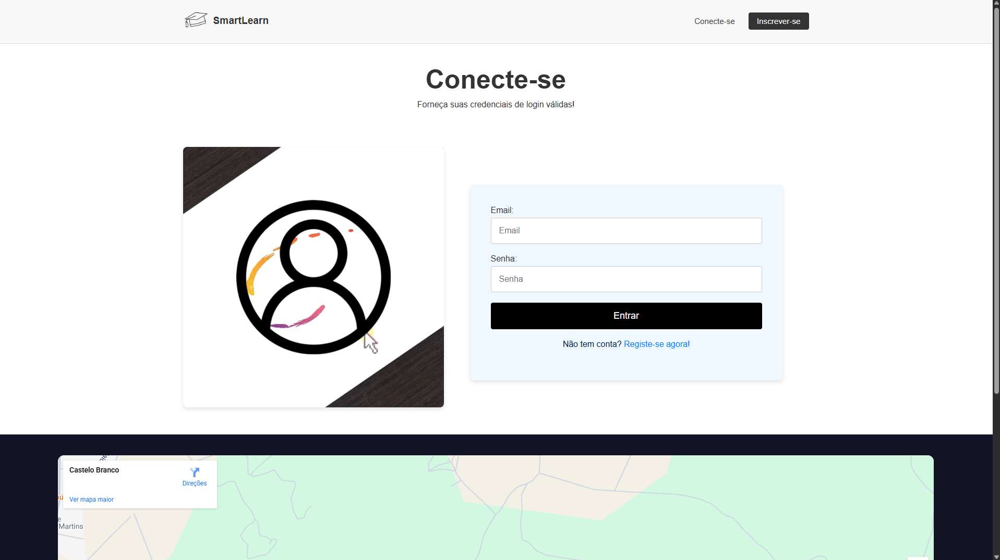 SmartLearn
Conecte-se
Inscrever-se
Conecte-se
Forneça suas credenciais de login válidas!
Email:
Email
Senha:
Senha
Entrar
Não tem conta? Registe-se agora!
Castelo Branco
Direções
Ver mapa maior
Martins